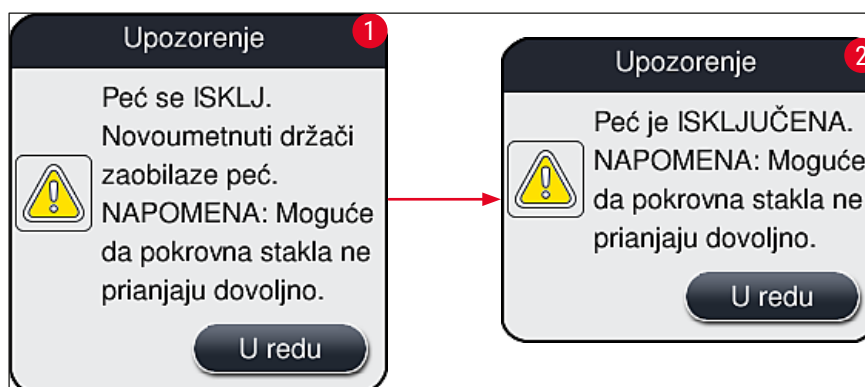 Upozorenje
1
Peć se ISKLJ.
Novoumetnuti držači
zaobilaze peć.
NAPOMENA: Moguće
da pokrovna stakla ne
prianjaju dovoljno.
U redu
Upozorenje
2
Peć je ISKLJUČENA.
NAPOMENA: Moguće
da pokrovna stakla ne
prianjaju dovoljno.
U redu